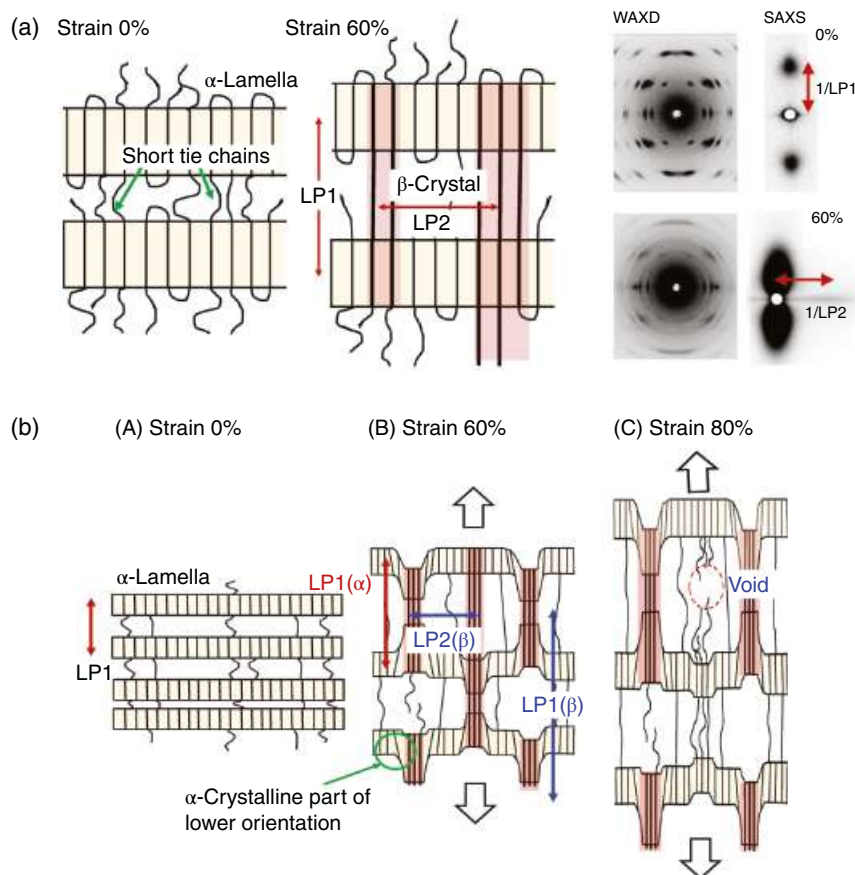 (a) Strain 0% Strain 60% WAXD SAXS
0%
α-Lamella
1/LP1
Short tie chains
β-Crystal
LP1
LP2
60%
1/LP2
(b) (A) Strain 0% (B) Strain 60% (C) Strain 80%
α-Lamella
LP1(α)
Void
LP2(β)
LP1
LP1(β)
α-Crystalline part of
lower orientation